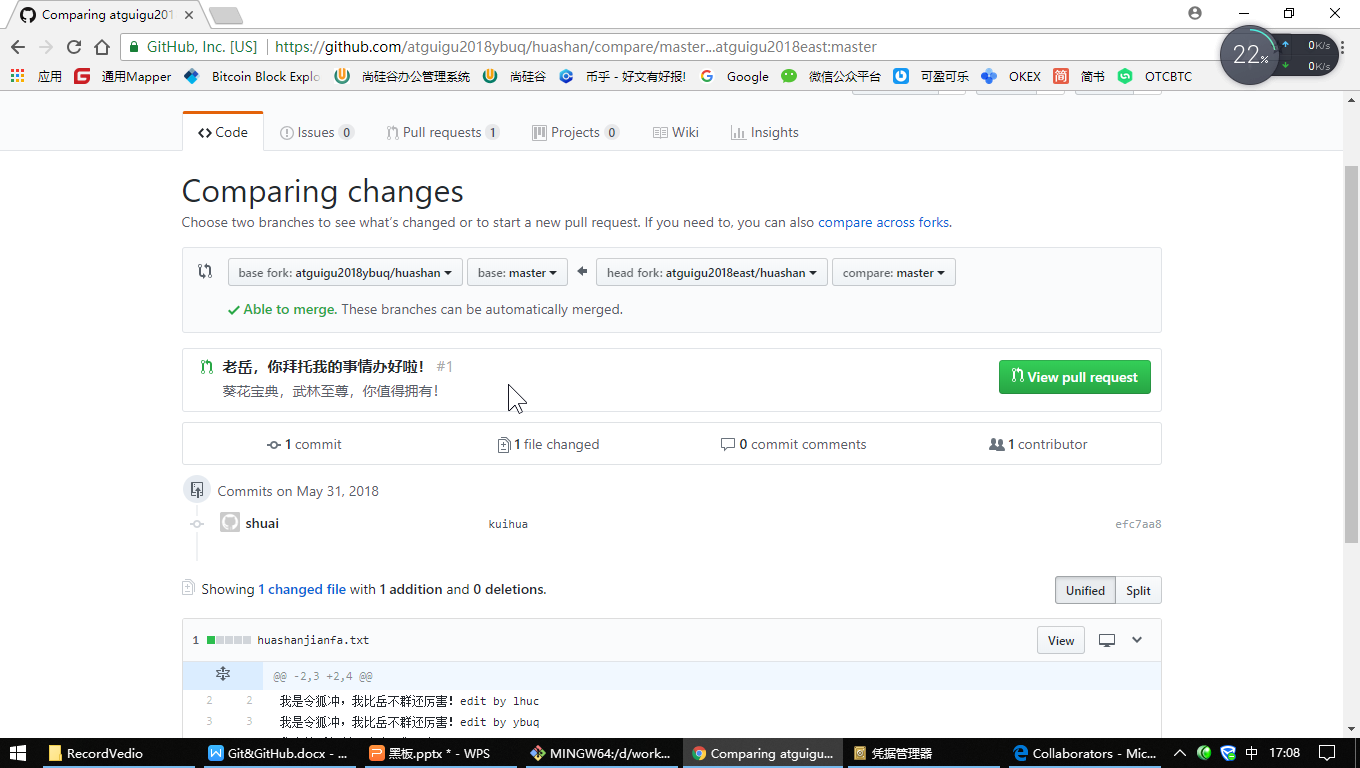 Comparing atguigu201
GitHub, Inc. [US] https://github.com/atguigu2018ybuq/huashan/compare/master...atguigu2018east:master
22% 0K/s
0K/s
应用 通用Mapper Bitcoin Block Explo 尚硅谷办公管理系统 尚硅谷 币乎 - 好文有好报! Google 微信公众平台 可盈可乐 OKEX 简 简书 OTCBTC
Code Issues 0 Pull requests 1 Projects 0 Wiki Insights
Comparing changes
Choose two branches to see what's changed or to start a new pull request. If you need to, you can also compare across forks.
base fork: atguigu2018ybuq/huashan base: master head fork: atguigu2018east/huashan compare: master
Able to merge. These branches can be automatically merged.
老岳，你拜托我的事情办好啦！ #1
葵花宝典，武林至尊，你值得拥有！
View pull request
1 commit 1 file changed 0 commit comments 1 contributor
Commits on May 31, 2018
shuai kuihua efc7aa8
Showing 1 changed file with 1 addition and 0 deletions.
Unified Split
1 huashanjianfa.txt View
@@ -2,3 +2,4 @@
2 2 我是令狐冲，我比岳不群还厉害！edit by lhuc
3 3 我是令狐冲，我比岳不群还厉害！edit by ybuq
RecordVedio Git&GitHub.docx - ... 黑板.pptx * - WPS MINGW64:/d/work... Comparing atguigu... 凭据管理器 Collaborators - Mic... 中 17:08